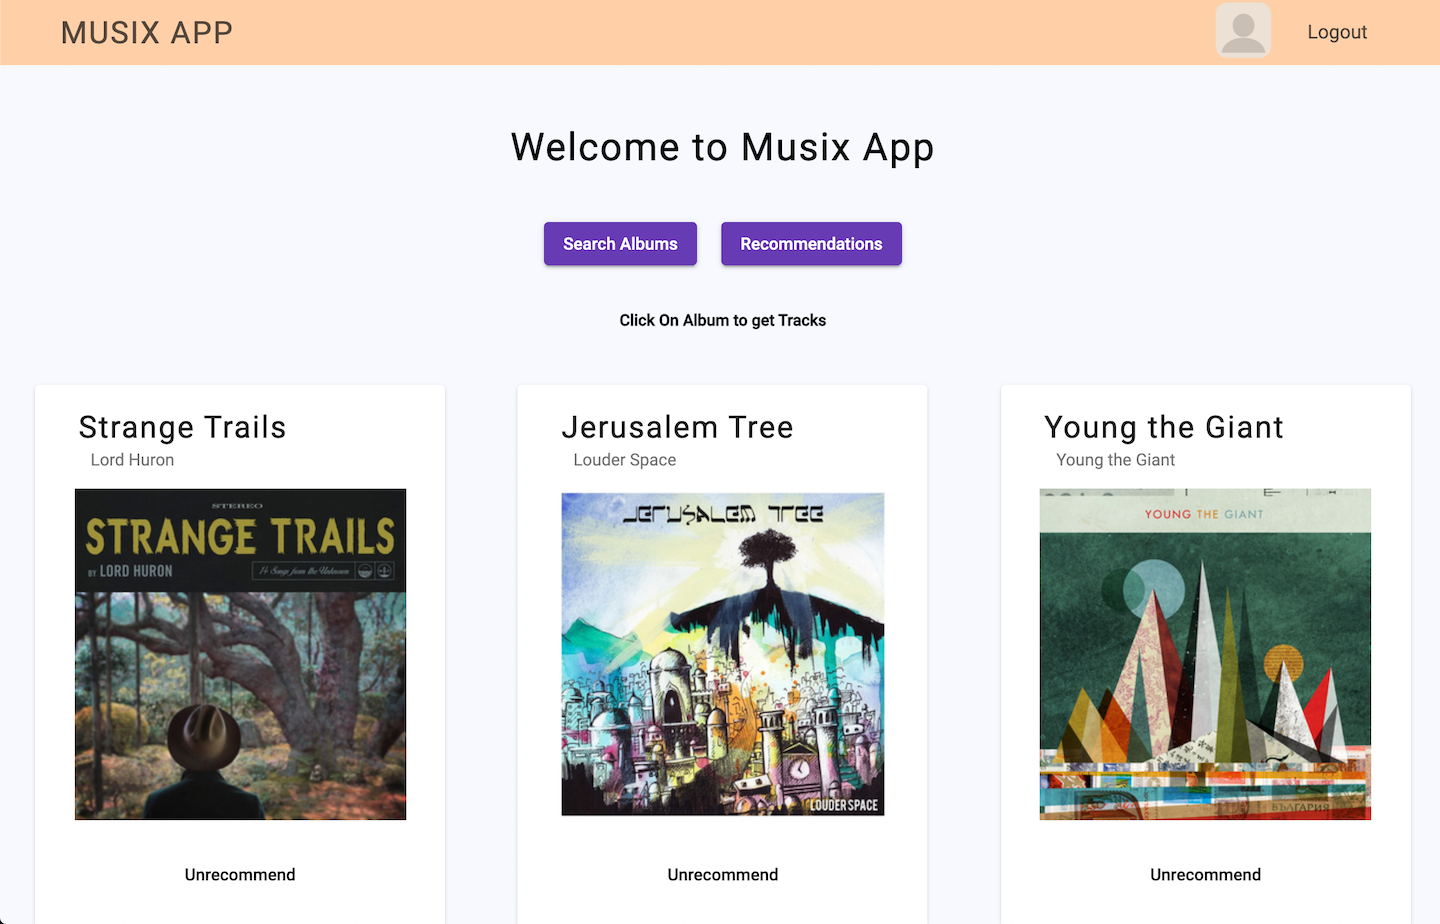 MUSIX APP
Logout
Welcome to Musix App
Search Albums
Recommendations
Click On Album to get Tracks
Strange Trails
Lord Huron
STEREO
STRANGE TRAILS
BY LORD HURON
14 Songs from the Unknown
Unrecommend
Jerusalem Tree
Louder Space
JERUSALEM TREE
LOUDER SPACE
Unrecommend
Young the Giant
Young the Giant
YOUNG THE GIANT
БЪЛГАРИЯ
Unrecommend